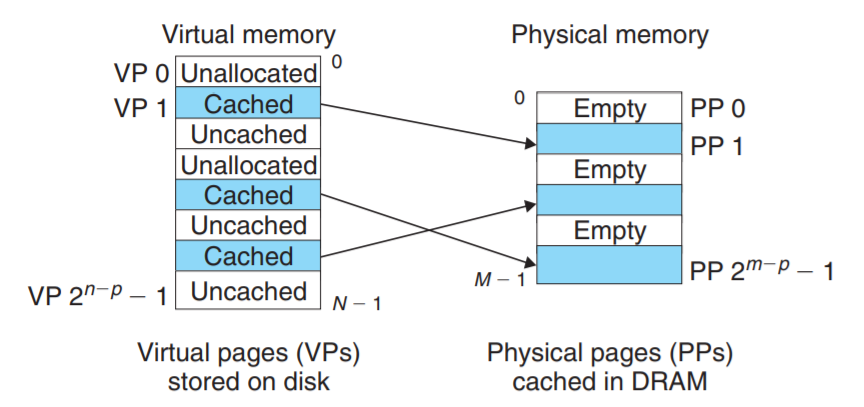 Virtual memory
Physical memory
VP 0 Unallocated 0
VP 1 Cached
Uncached
Unallocated
Cached
Uncached
Cached
VP 2ⁿ⁻ᵖ – 1 Uncached N – 1
0 Empty PP 0
PP 1
Empty
Empty
M – 1 PP 2ᵐ⁻ᵖ – 1
Virtual pages (VPs)
stored on disk
Physical pages (PPs)
cached in DRAM